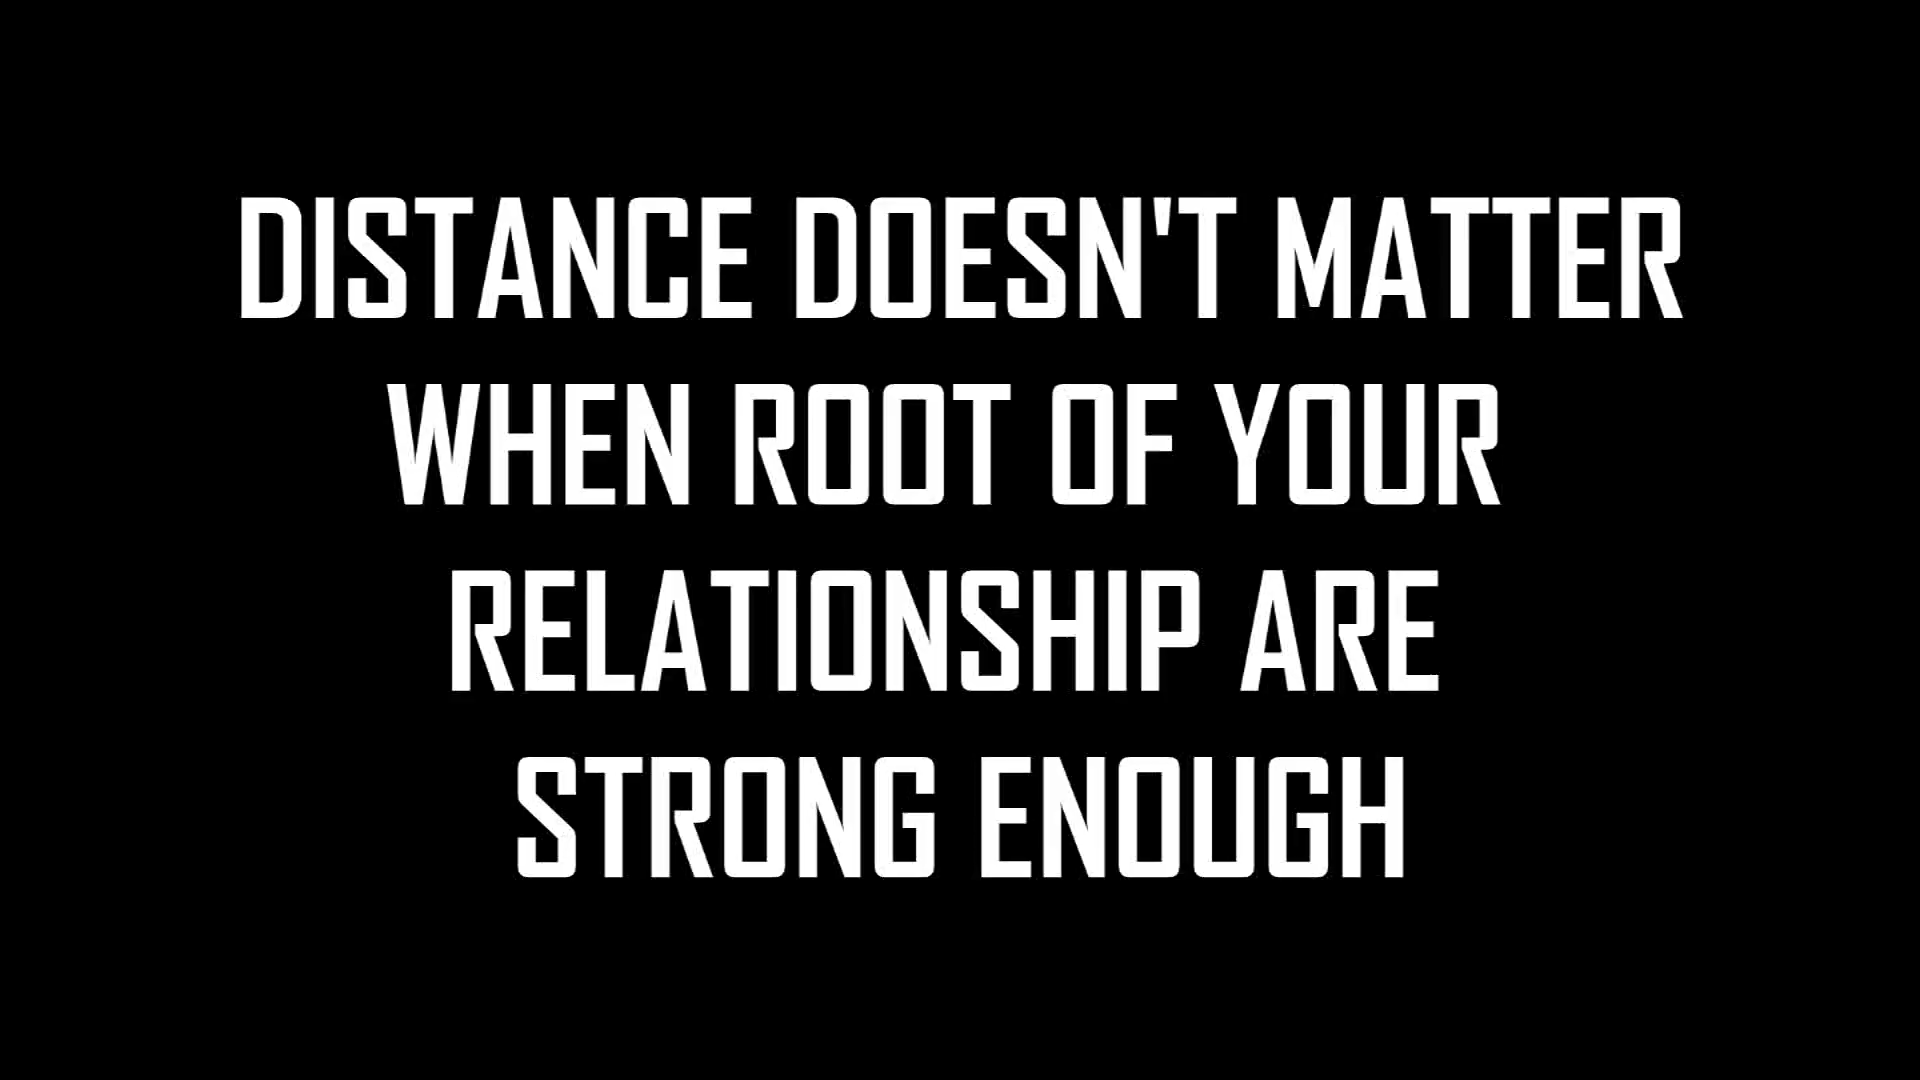 DISTANCE DOESN'T MATTER
WHEN ROOT OF YOUR
RELATIONSHIP ARE
STRONG ENOUGH